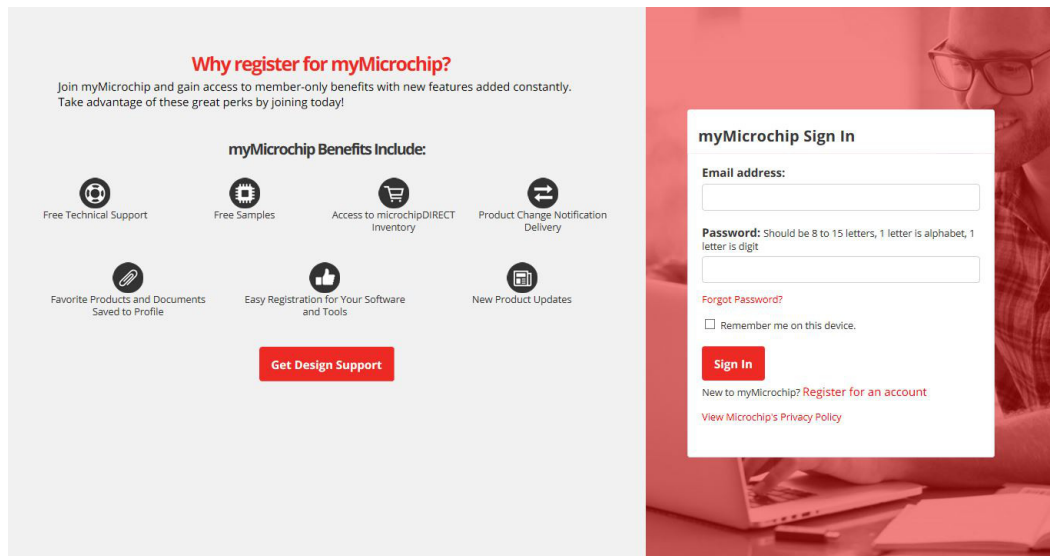 Why register for myMicrochip?
Join myMicrochip and gain access to member-only benefits with new features added constantly.
Take advantage of these great perks by joining today!
myMicrochip Benefits Include:
Free Technical Support
Free Samples
Access to microchipDIRECT
Inventory
Product Change Notification
Delivery
Favorite Products and Documents
Saved to Profile
Easy Registration for Your Software
and Tools
New Product Updates
Get Design Support
myMicrochip Sign In
Email address:
Password: Should be 8 to 15 letters, 1 letter is alphabet, 1
letter is digit
Forgot Password?
Remember me on this device.
Sign In
New to myMicrochip? Register for an account
View Microchip's Privacy Policy